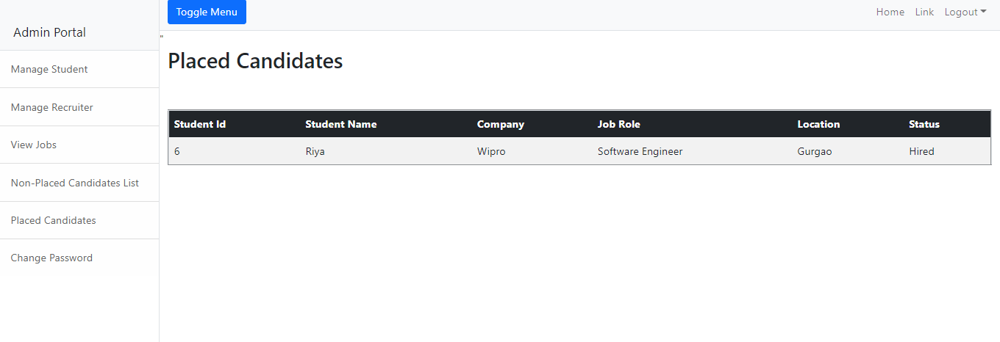 Toggle Menu
Home Link Logout
Admin Portal
"
Manage Student
Manage Recruiter
View Jobs
Non-Placed Candidates List
Placed Candidates
Change Password
Placed Candidates
Student Id Student Name Company Job Role Location Status
6 Riya Wipro Software Engineer Gurgao Hired